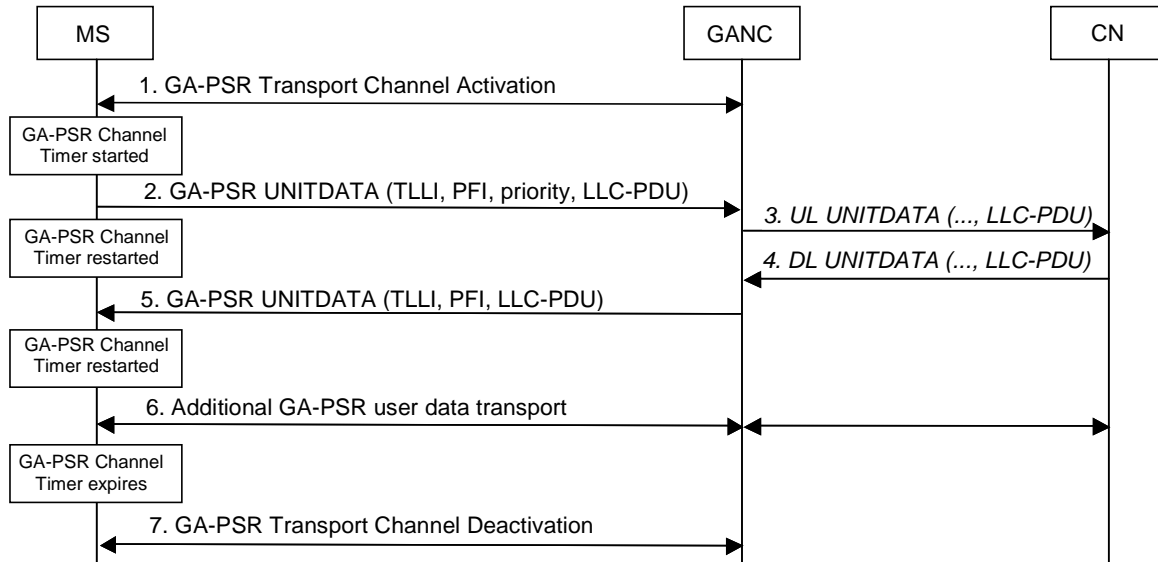 MS
GANC
CN
1. GA-PSR Transport Channel Activation
GA-PSR Channel
Timer started
2. GA-PSR UNITDATA (TLLI, PFI, priority, LLC-PDU)
3. UL UNITDATA (..., LLC-PDU)
GA-PSR Channel
Timer restarted
4. DL UNITDATA (..., LLC-PDU)
5. GA-PSR UNITDATA (TLLI, PFI, LLC-PDU)
GA-PSR Channel
Timer restarted
6. Additional GA-PSR user data transport
GA-PSR Channel
Timer expires
7. GA-PSR Transport Channel Deactivation